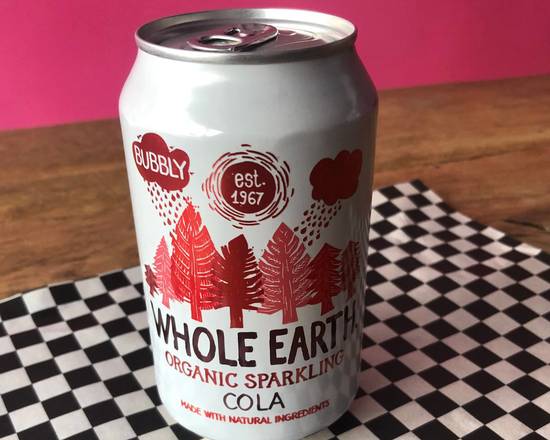 BUBBLY
est.
1967
WHOLE EARTH.
ORGANIC SPARKLING
COLA
MADE WITH NATURAL INGREDIENTS